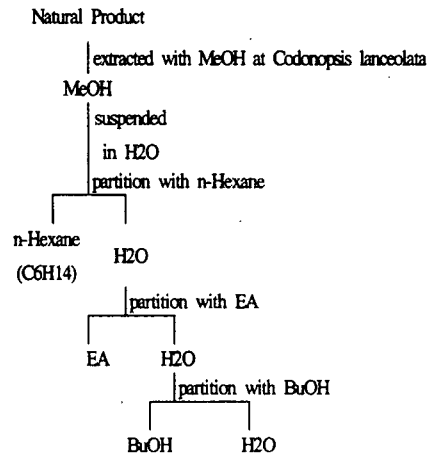 Natural Product
extracted with MeOH at Codonopsis lanceolata
MeOH
suspended
in H2O
partition with n-Hexane
n-Hexane
(C6H14)
H2O
partition with EA
EA H2O
partition with BuOH
BuOH H2O